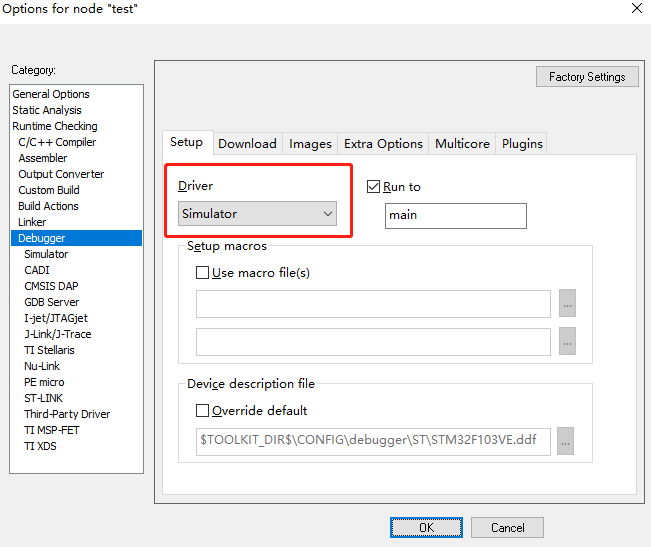 Options for node "test"
Category:
General Options
Static Analysis
Runtime Checking
C/C++ Compiler
Assembler
Output Converter
Custom Build
Build Actions
Linker
Debugger
Simulator
CADI
CMSIS DAP
GDB Server
I-jet/JTAGjet
J-Link/J-Trace
TI Stellaris
Nu-Link
PE micro
ST-LINK
Third-Party Driver
TI MSP-FET
TI XDS
Factory Settings
Setup Download Images Extra Options Multicore Plugins
Driver
Simulator
Run to
main
Setup macros
Use macro file(s)
...
...
Device description file
Override default
$TOOLKIT_DIR$\CONFIG\debugger\ST\STM32F103VE.ddf
...
OK Cancel